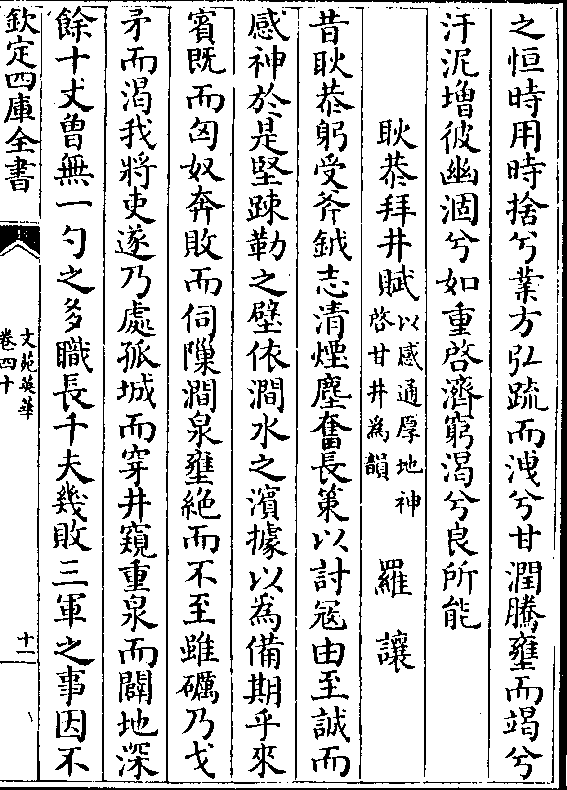 之恒時用時捨兮業方弘疏而洩兮甘潤騰壅而竭兮
汙泥增彼幽涸兮如重啓濟窮渴兮良所能
耿恭拜井賦以感通厚地神啓甘井為韻 羅讓
昔耿恭躬受斧鉞志清煙塵奮長策以討冦由至誠而
感神於是堅踈勒之壁依澗水之濱據以為備期乎來
賓既而匈奴奔敗而伺隟澗泉壅絶而不至雖礪乃戈
矛而渴我將吏遂乃處孤城而穿井窺重泉而闢地深
餘十丈曽無一勺之多職長千夫幾敗三軍之事因不
欽定四庫全書
文苑英華
卷四十
十一